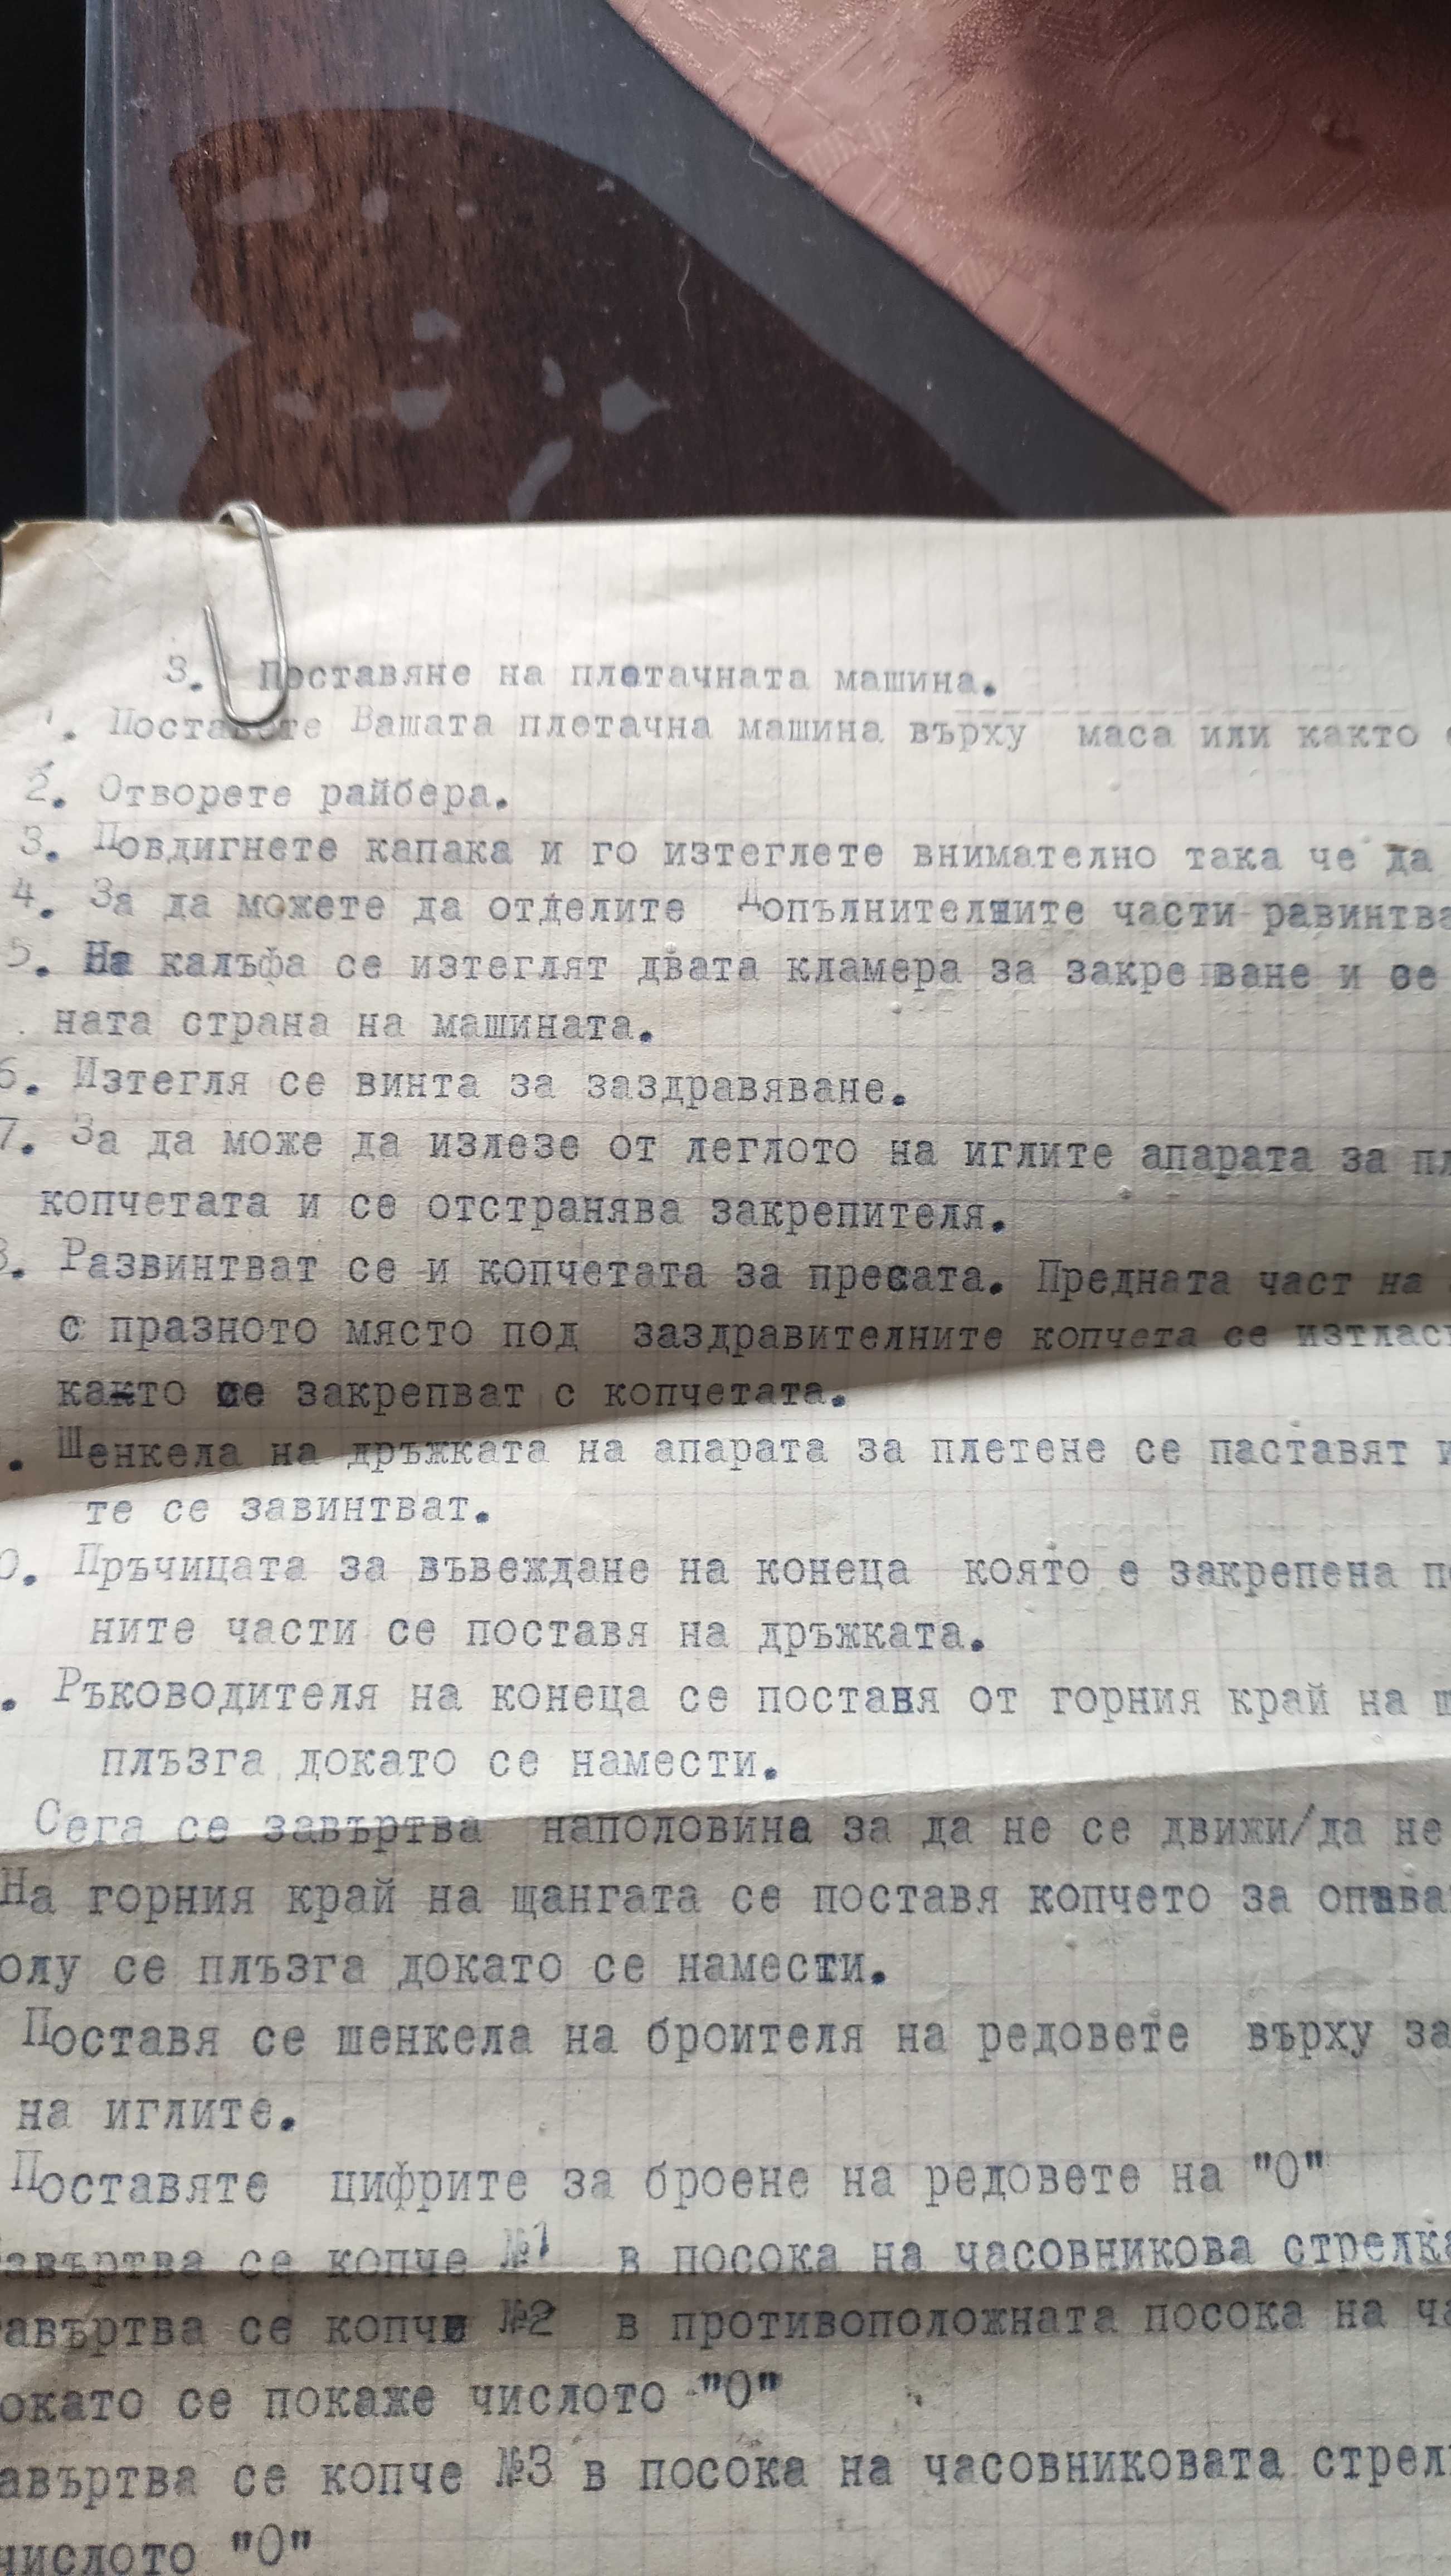 3. Поставяне на плетачната машина.
1. Поставете Вашата плетачна машина върху маса или както
2. Отворете райбера.
3. Повдигнете капака и го изтеглете внимателно така че да
4. За да можете да отделите Допълнителните части равинтва
5. На калъфа се изтеглят двата кламера за закрепване и се
ната страна на машината.
6. Изтегля се винта за заздравяване.
7. За да може да излезе от леглото на иглите апарата за пл
копчетата и се отстранява закрепителя.
8. Развинтват се и копчетата за пресата. Предната част на
с празното място под заздравителните копчета се изтлас
както се закрепват с копчетата.
. Шенкела на дръжката на апарата за плетене се паставят и
те се завинтват.
0. Пръчицата за въвеждане на конеца която е закрепена п
ните части се поставя на дръжката.
. Ръководителя на конеца се поставя от горния край на щ
плъзга докато се намести.
Сега се завъртва наполовина за да не се движи/да не
На горния край на щангата се поставя копчето за опъва
олу се плъзга докато се намести.
Поставя се шенкела на броителя на редовете върху за
на иглите.
Поставяте цифрите за броене на редовете на "0"
авъртва се копче №1 в посока на часовникова стрелка
авъртва се копче №2 в противоположната посока на ча
окато се покаже числото "0"
авъртва се копче №3 в посока на часовниковата стрел
числото "0"